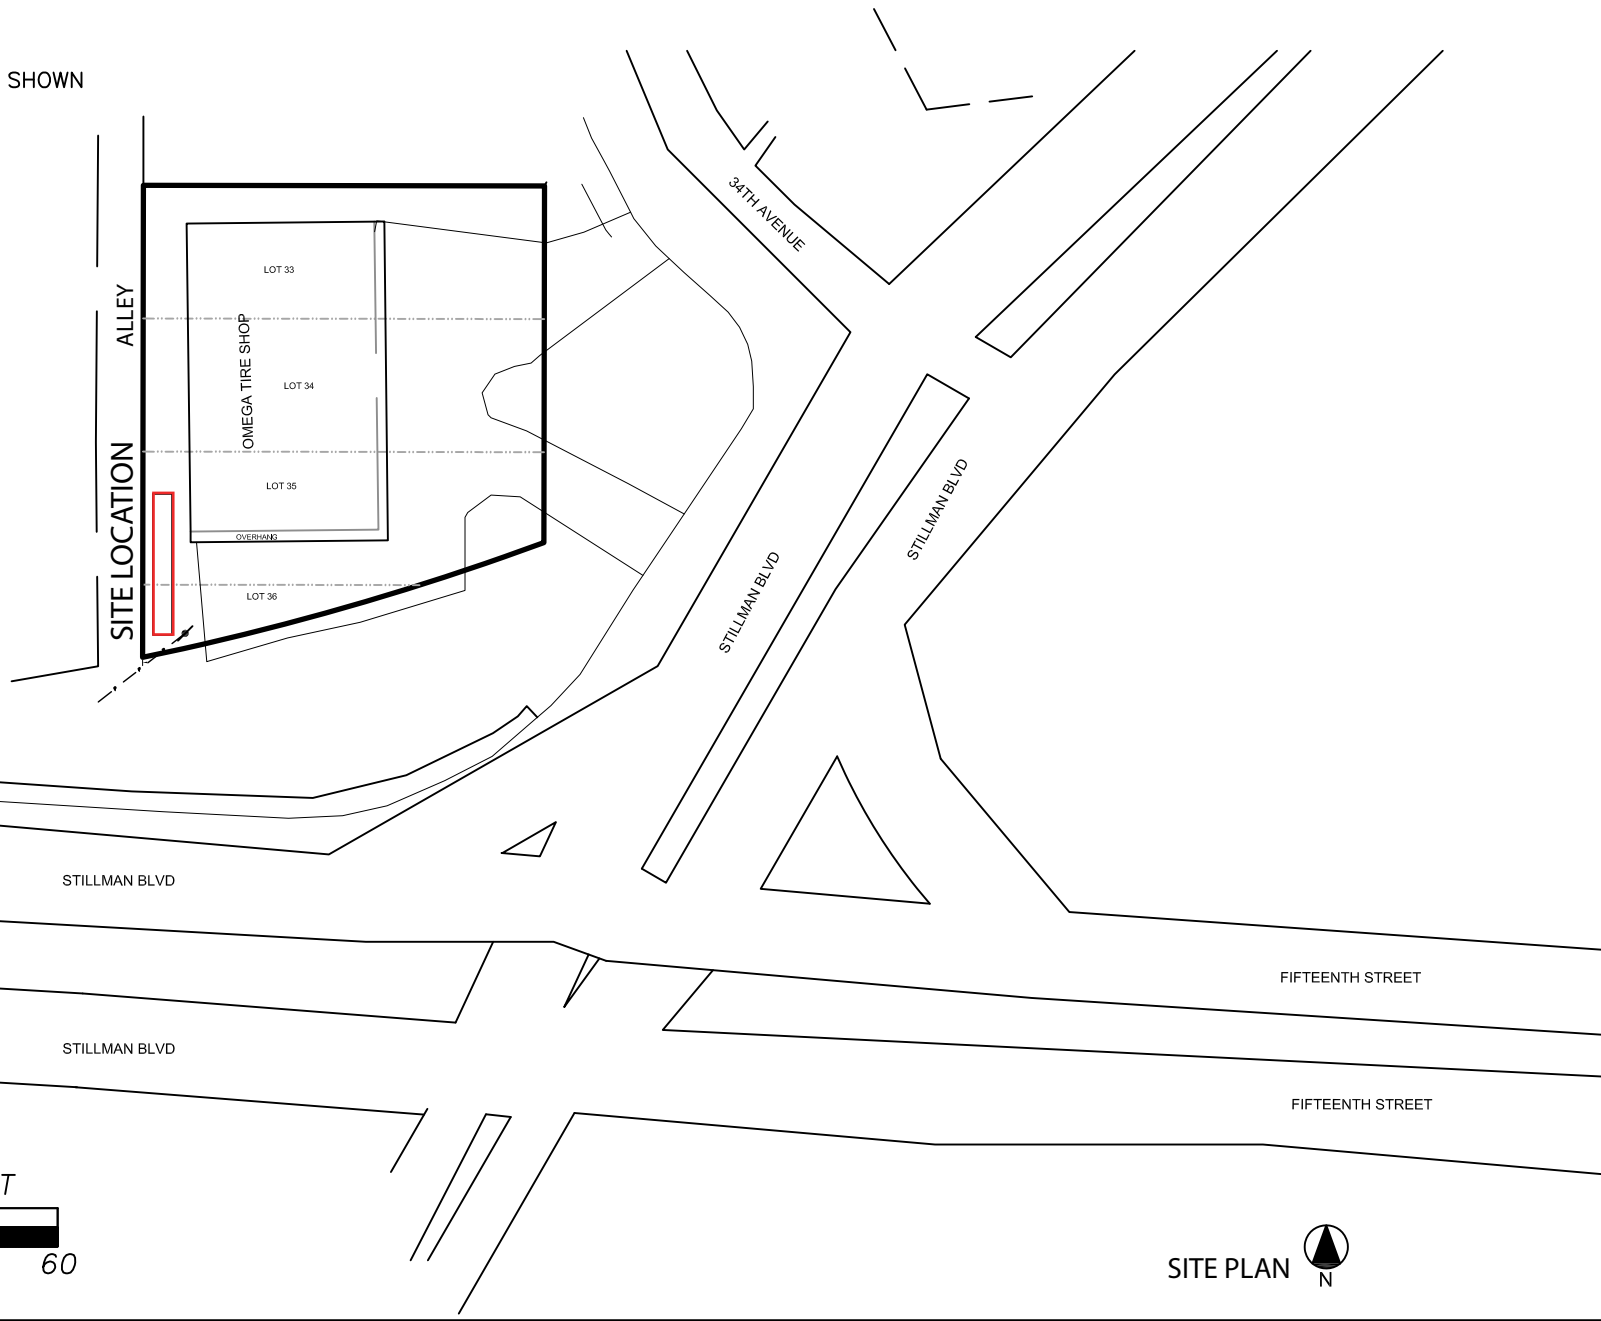 SHOWN
34TH AVENUE
LOT 33
ALLEY
OMEGA TIRE SHOP
LOT 34
SITE LOCATION
LOT 35
OVERHANG
LOT 36
STILLMAN BLVD
STILLMAN BLVD
STILLMAN BLVD
FIFTEENTH STREET
STILLMAN BLVD
FIFTEENTH STREET
T
60
SITE PLAN
N